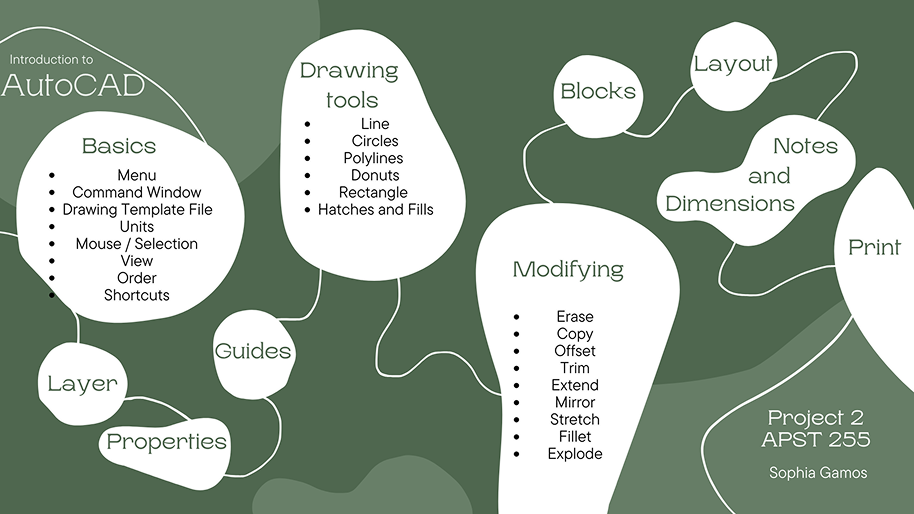 Introduction to
AutoCAD
Basics
Menu
Command Window
Drawing Template File
Units
Mouse / Selection
View
Order
Shortcuts
Layer
Properties
Guides
Drawing
tools
Line
Circles
Polylines
Donuts
Rectangle
Hatches and Fills
Modifying
Erase
Copy
Offset
Trim
Extend
Mirror
Stretch
Fillet
Explode
Blocks
Layout
Notes
and
Dimensions
Print
Project 2
APST 255
Sophia Gamos